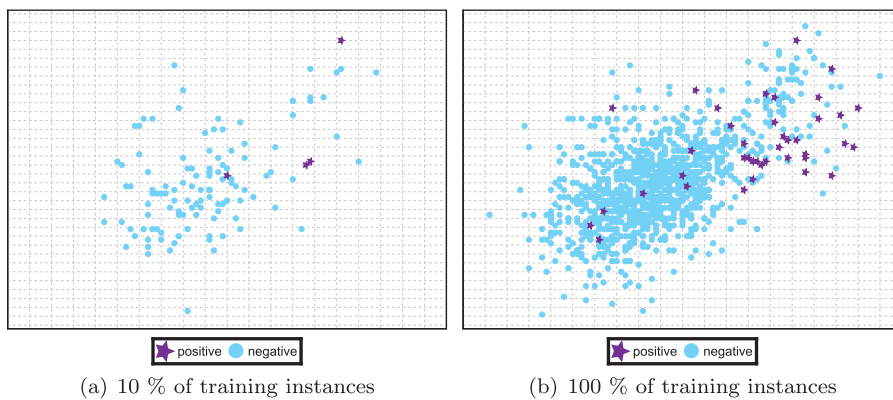 positive negative
positive negative
(a) 10 % of training instances
(b) 100 % of training instances